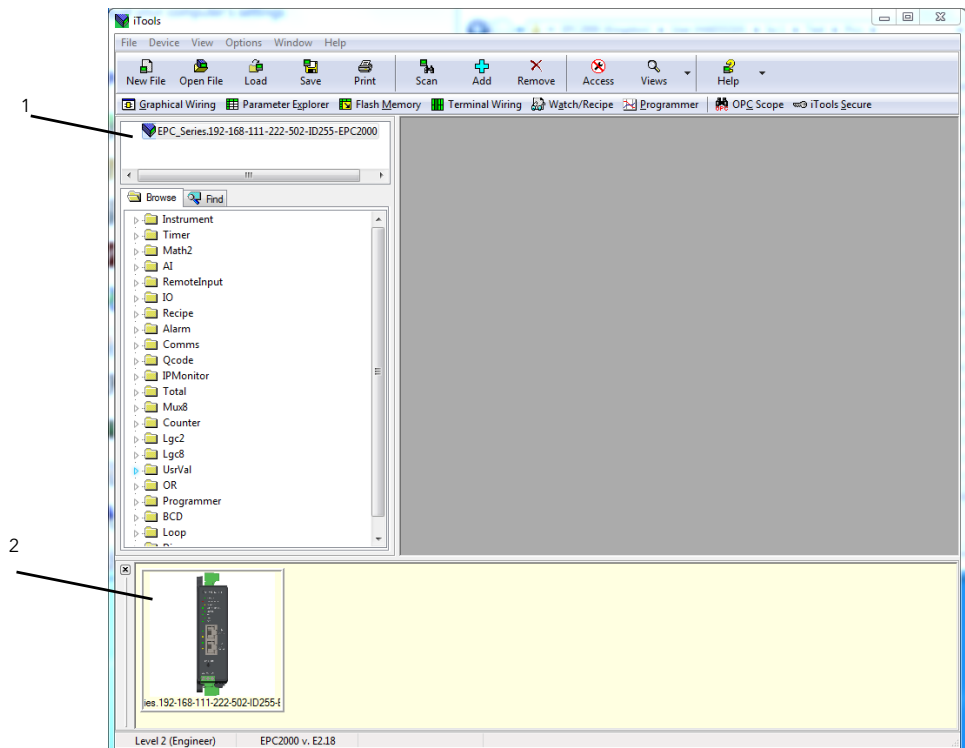 iTools
File Device View Options Window Help
New File Open File Load Save Print Scan Add Remove Access Views Help
Graphical Wiring Parameter Explorer Flash Memory Terminal Wiring Watch/Recipe Programmer OPC Scope iTools Secure
1
EPC_Series.192-168-111-222-502-ID255-EPC2000
Browse Find
Instrument
Timer
Math2
AI
RemoteInput
IO
Recipe
Alarm
Comms
Qcode
IPMonitor
Total
Mux8
Counter
Lgc2
Lgc8
UsrVal
OR
Programmer
BCD
Loop
2
ies.192-168-111-222-502-ID255-E
Level 2 (Engineer) EPC2000 v. E2.18